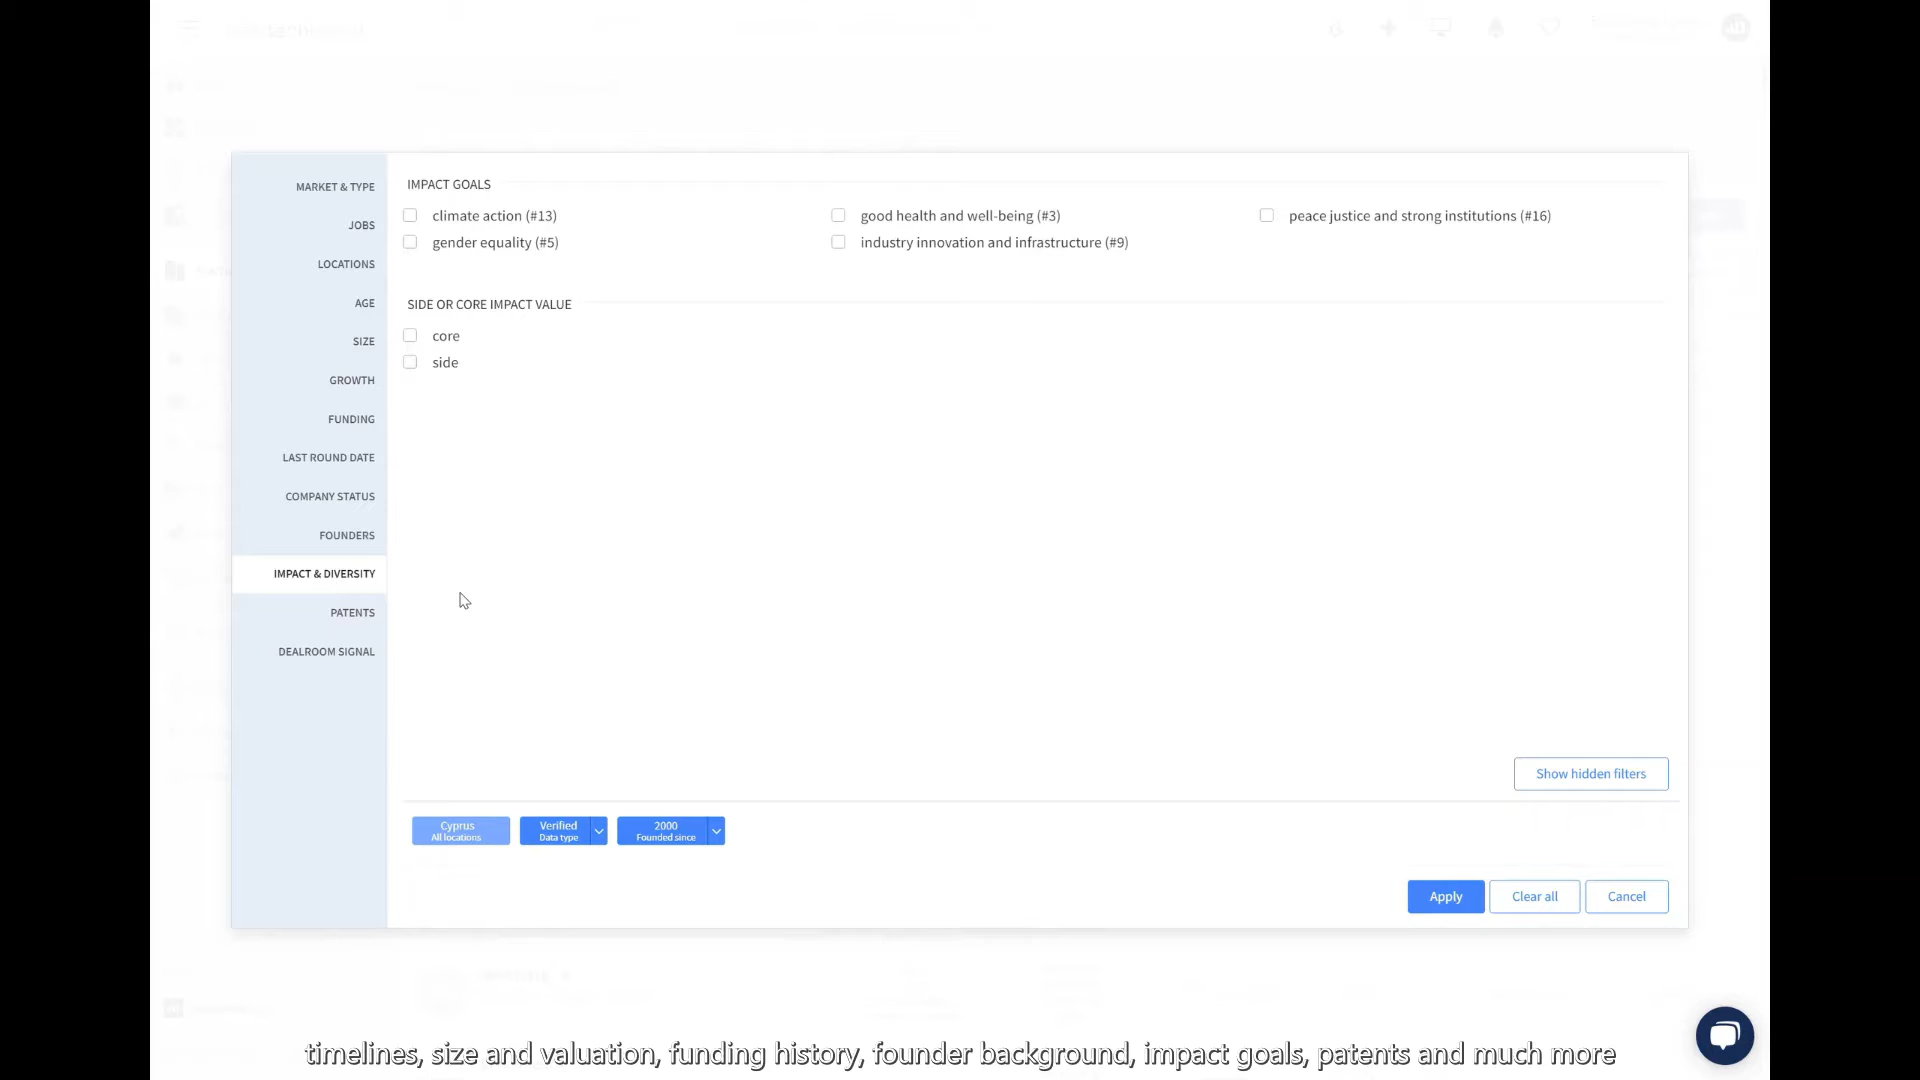 MARKET & TYPE
JOBS
LOCATIONS
AGE
SIZE
GROWTH
FUNDING
LAST ROUND DATE
COMPANY STATUS
FOUNDERS
IMPACT & DIVERSITY
PATENTS
DEALROOM SIGNAL
IMPACT GOALS
climate action (#13)
good health and well-being (#3)
peace justice and strong institutions (#16)
gender equality (#5)
industry innovation and infrastructure (#9)
SIDE OR CORE IMPACT VALUE
core
side
Show hidden filters
Cyprus
All locations
Verified
Data type
2000
Founded since
Apply
Clear all
Cancel
timelines, size and valuation, funding history, founder background, impact goals, patents and much more